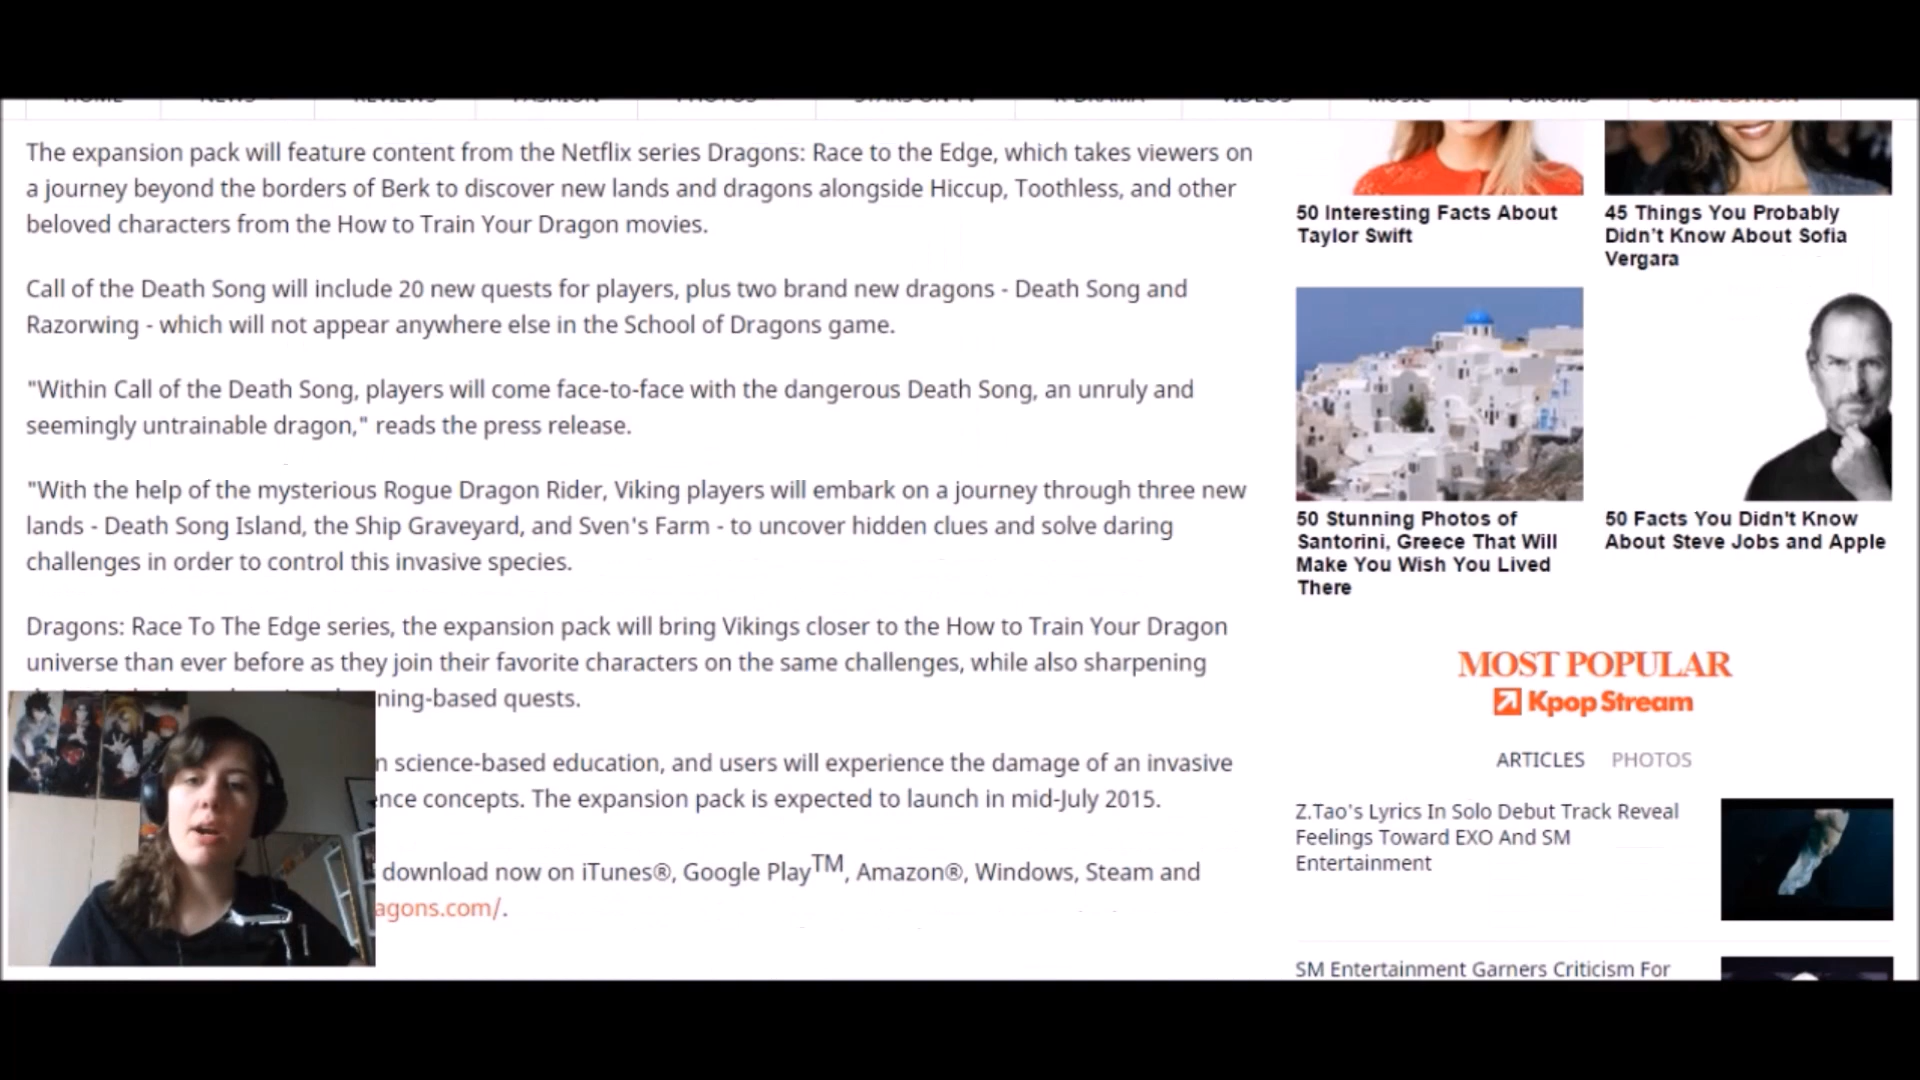 The expansion pack will feature content from the Netflix series Dragons: Race to the Edge, which takes viewers on
a journey beyond the borders of Berk to discover new lands and dragons alongside Hiccup, Toothless, and other
beloved characters from the How to Train Your Dragon movies.
Call of the Death Song will include 20 new quests for players, plus two brand new dragons - Death Song and
Razorwing - which will not appear anywhere else in the School of Dragons game.
"Within Call of the Death Song, players will come face-to-face with the dangerous Death Song, an unruly and
seemingly untrainable dragon," reads the press release.
"With the help of the mysterious Rogue Dragon Rider, Viking players will embark on a journey through three new
lands - Death Song Island, the Ship Graveyard, and Sven's Farm - to uncover hidden clues and solve daring
challenges in order to control this invasive species.
Dragons: Race To The Edge series, the expansion pack will bring Vikings closer to the How to Train Your Dragon
universe than ever before as they join their favorite characters on the same challenges, while also sharpening
ning-based quests.
n science-based education, and users will experience the damage of an invasive
nce concepts. The expansion pack is expected to launch in mid-July 2015.
download now on iTunes®, Google Play™, Amazon®, Windows, Steam and
agons.com/.
50 Interesting Facts About
Taylor Swift
45 Things You Probably
Didn't Know About Sofia
Vergara
50 Stunning Photos of
Santorini, Greece That Will
Make You Wish You Lived
There
50 Facts You Didn't Know
About Steve Jobs and Apple
MOST POPULAR
Kpop Stream
ARTICLES PHOTOS
Z.Tao's Lyrics In Solo Debut Track Reveal
Feelings Toward EXO And SM
Entertainment
SM Entertainment Garners Criticism For